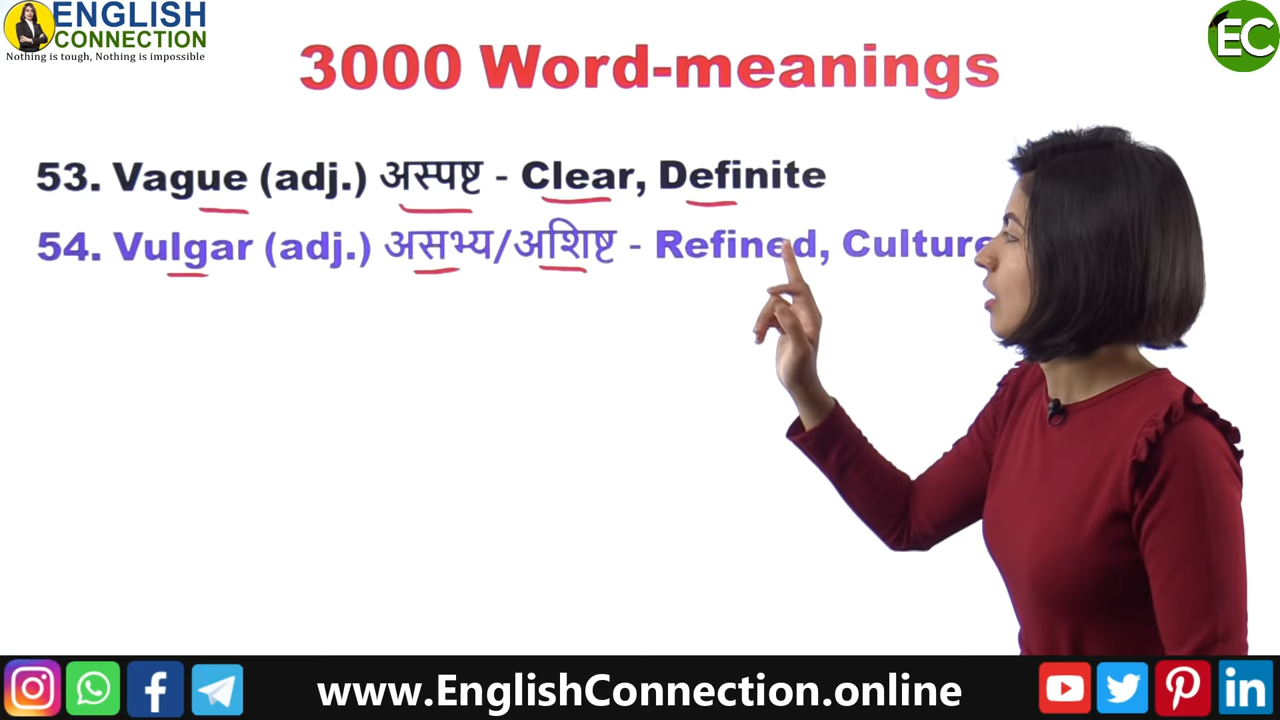 ENGLISH
CONNECTION
Nothing is tough, Nothing is impossible
EC
3000 Word-meanings
53. Vague (adj.) अस्पष्ट - Clear, Definite
54. Vulgar (adj.) असभ्य/अशिष्ट - Refined,
www.EnglishConnection.online
in